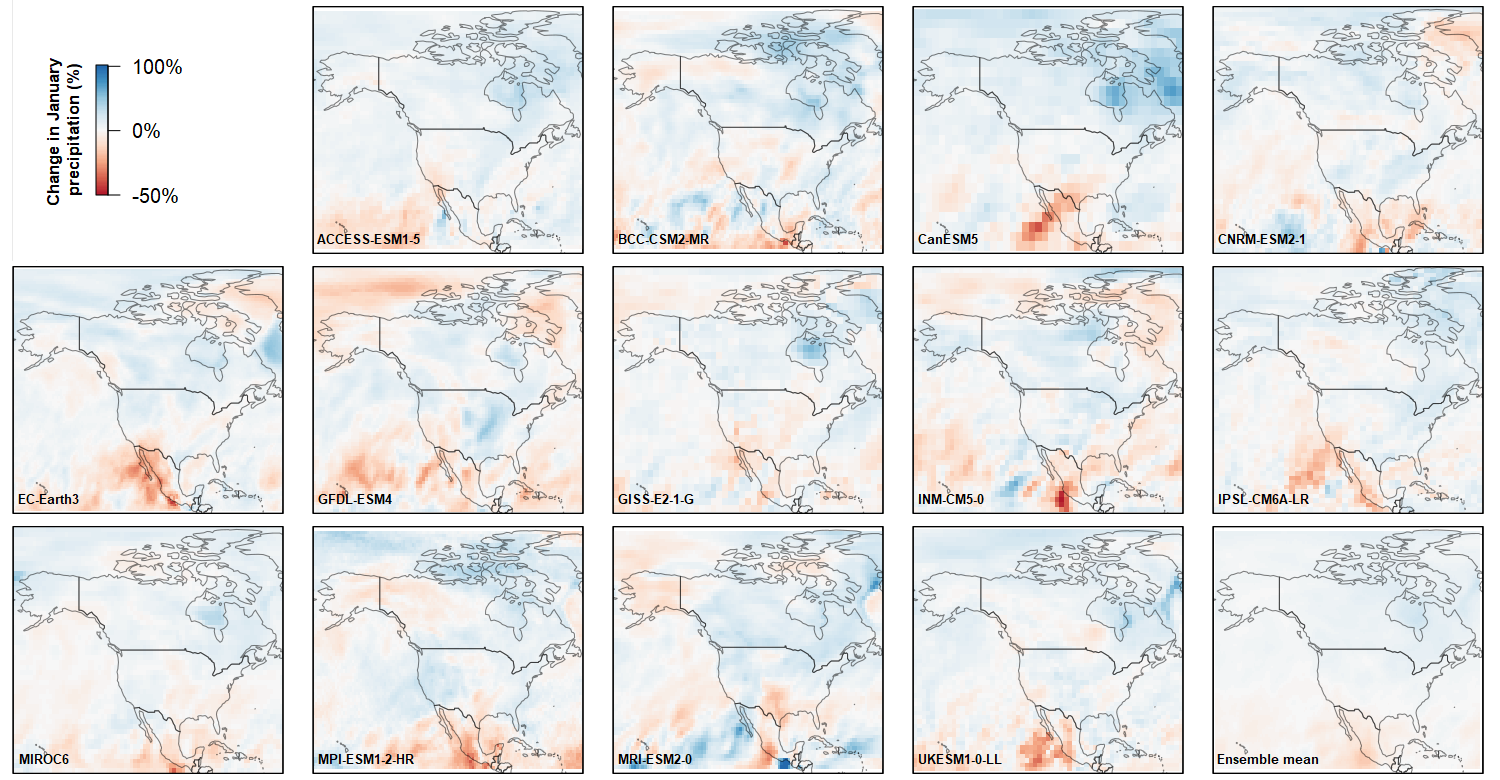 Change in January
precipitation (%)
100%
0%
-50%
ACCESS-ESM1-5
BCC-CSM2-MR
CanESM5
CNRM-ESM2-1
EC-Earth3
GFDL-ESM4
GISS-E2-1-G
INM-CM5-0
IPSL-CM6A-LR
MIROC6
MPI-ESM1-2-HR
MRI-ESM2-0
UKESM1-0-LL
Ensemble mean